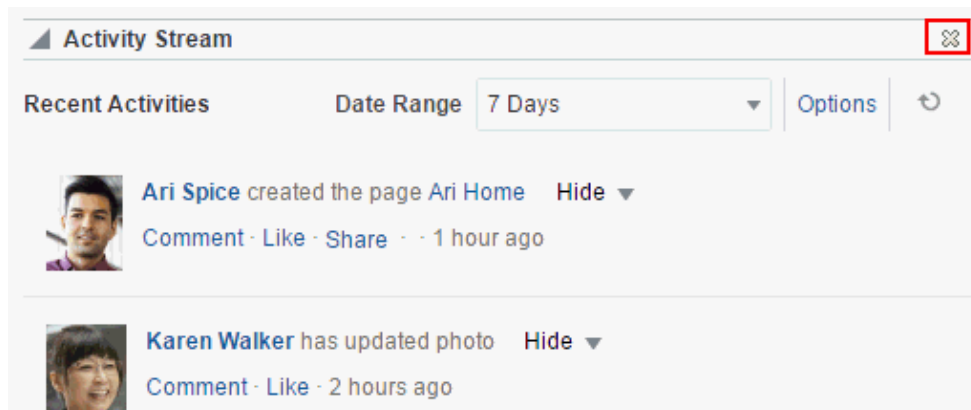 Activity Stream
Recent Activities Date Range 7 Days Options
Ari Spice created the page Ari Home Hide
Comment · Like · Share · · 1 hour ago
Karen Walker has updated photo Hide
Comment · Like · 2 hours ago